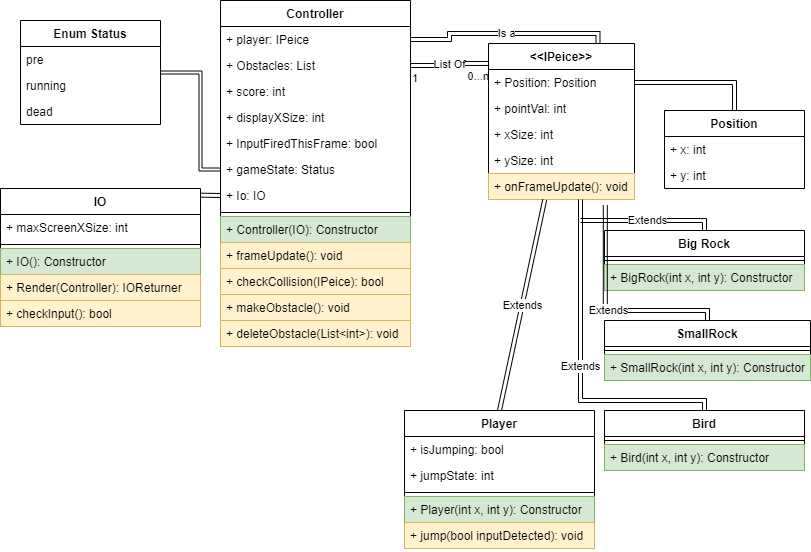 Enum Status
pre
running
dead
Controller
+ player: IPeice
+ Obstacles: List
+ score: int
+ displayXSize: int
+ InputFiredThisFrame: bool
+ gameState: Status
+ Io: IO
+ Controller(IO): Constructor
+ frameUpdate(): void
+ checkCollision(IPeice): bool
+ makeObstacle(): void
+ deleteObstacle(List<int>): void
Is a
List Of
1
0...n
<<IPeice>>
+ Position: Position
+ pointVal: int
+ xSize: int
+ ySize: int
+ onFrameUpdate(): void
Position
+ x: int
+ y: int
IO
+ maxScreenXSize: int
+ IO(): Constructor
+ Render(Controller): IOReturner
+ checkInput(): bool
Extends
Big Rock
+ BigRock(int x, int y): Constructor
Extends
Extends
SmallRock
+ SmallRock(int x, int y): Constructor
Extends
Player
+ isJumping: bool
+ jumpState: int
+ Player(int x, int y): Constructor
+ jump(bool inputDetected): void
Bird
+ Bird(int x, int y): Constructor